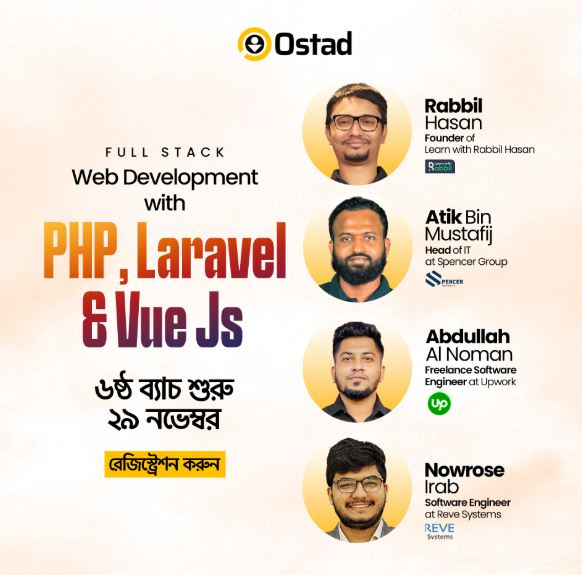 Ostad
FULL STACK
Web Development
with
PHP, Laravel
& Vue Js
৬ষ্ঠ ব্যাচ শুরু
২৯ নভেম্বর
রেজিস্ট্রেশন করুন
Rabbil
Hasan
Founder of
Learn with Rabbil Hasan
Rabbil
Atik Bin
Mustafij
Head of IT
at Spencer Group
SPENCER
Abdullah
Al Noman
Freelance Software
Engineer at Upwork
up
Nowrose
Irab
Software Engineer
at Reve Systems
REVE
Systems